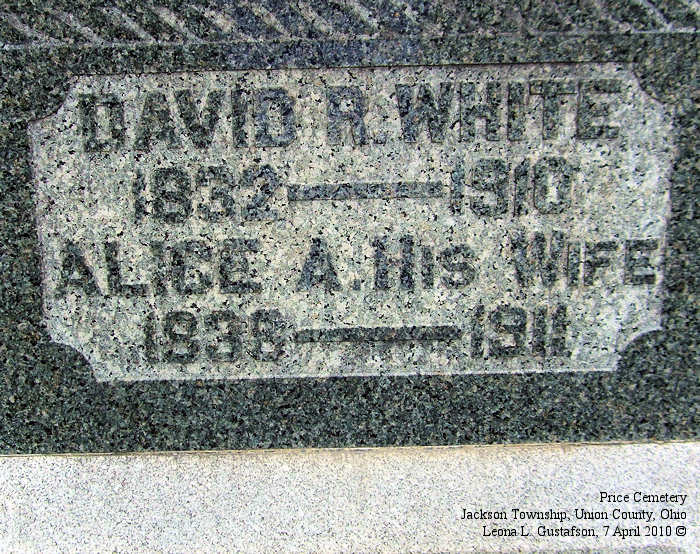 DAVID R. WHITE
1832 — 1910
ALICE A. HIS WIFE
1838 — 1911
Price Cemetery
Jackson Township, Union County, Ohio
Leona L. Gustafson, 7 April 2010 ©